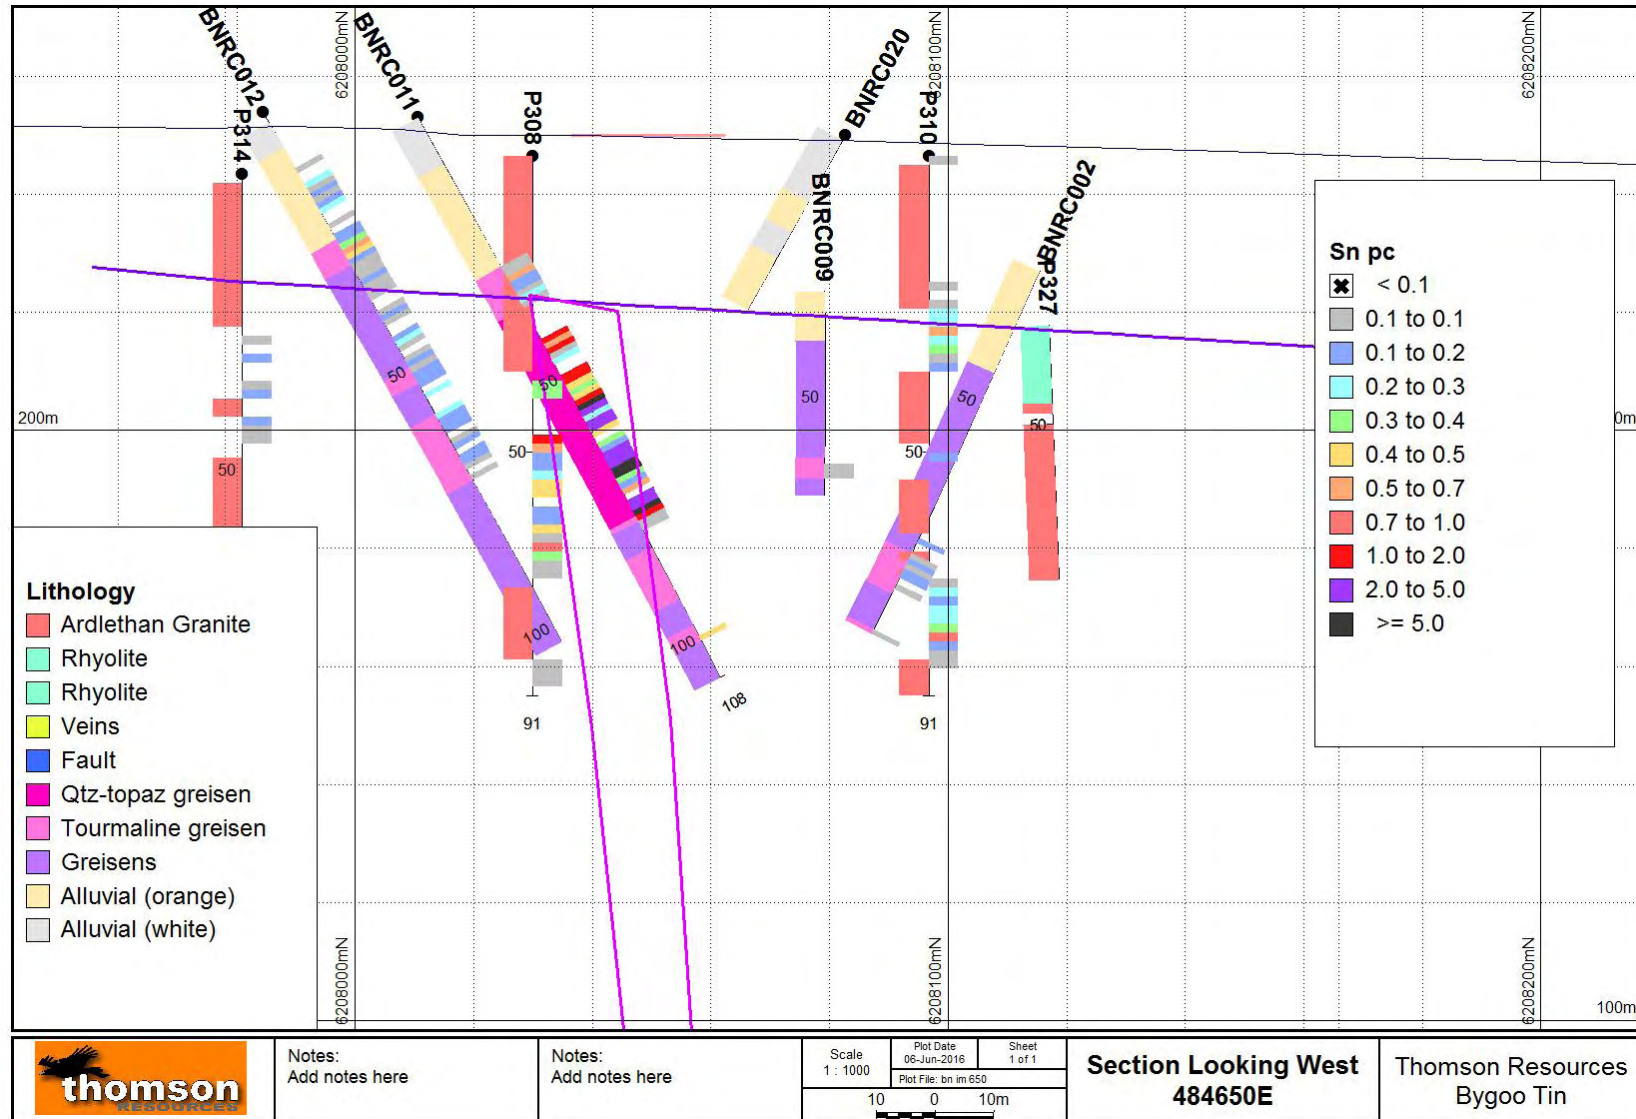 6208000mN
6208100mN
6208200mN
BNRC012
P314
BNRC011
P308
BNRC020
P310
BNRC009
BNRC002
P327
200m
0m
50
50
50
50
50
50
50
50
100
100
108
91
91
Sn pc
< 0.1
0.1 to 0.1
0.1 to 0.2
0.2 to 0.3
0.3 to 0.4
0.4 to 0.5
0.5 to 0.7
0.7 to 1.0
1.0 to 2.0
2.0 to 5.0
>= 5.0
Lithology
Ardlethan Granite
Rhyolite
Rhyolite
Veins
Fault
Qtz-topaz greisen
Tourmaline greisen
Greisens
Alluvial (orange)
Alluvial (white)
6208000mN
6208100mN
6208200mN
100m
thomson
RESOURCES
Notes:
Add notes here
Notes:
Add notes here
Scale
1 : 1000
Plot Date
06-Jun-2016
Sheet
1 of 1
Plot File: bn im 650
10 0 10m
Section Looking West
484650E
Thomson Resources
Bygoo Tin